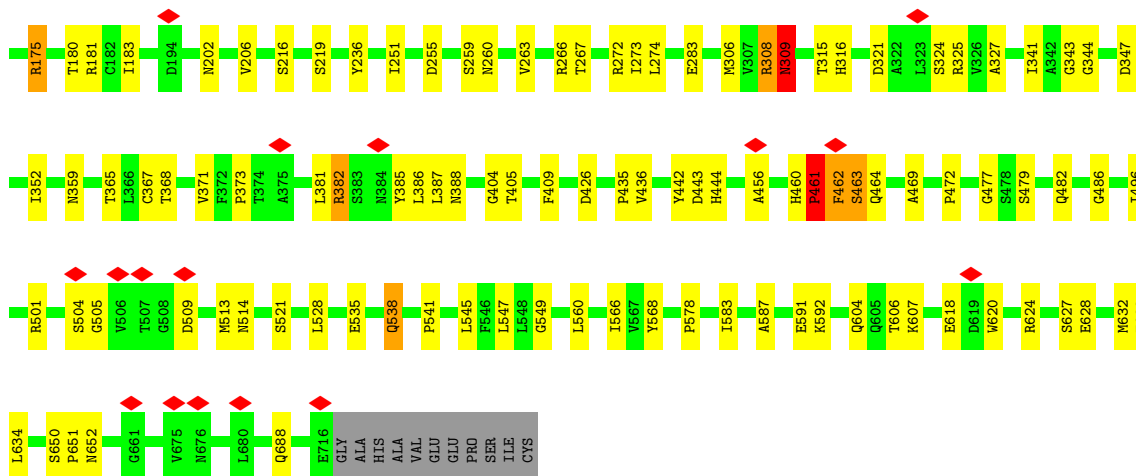 R175 T180 R181 C182 I183 D194 N202 V206 S216 S219 Y236 I251 D255 S259 N260 V263 R266 T267 R272 I273 L274 E283 M306 V307 R308 N309 T315 H316 D321 A322 L323 S324 R325 V326 A327 I341 A342 G343 G344 D347
I352 N359 T365 L366 C367 T368 V371 F372 P373 T374 A375 L381 R382 S383 N384 Y385 L386 L387 N388 G404 T405 F409 D426 P435 V436 Y442 D443 H444 A456 H460 P461 F462 S463 Q464 A469 P472 G477 S478 S479 Q482 G486 I496
R501 S504 G505 V506 T507 G508 D509 M513 N514 S521 L528 E535 Q538 P541 L545 F546 L547 L548 G549 L560 I566 V567 Y568 P578 I583 A587 E591 K592 Q604 Q605 T606 K607 E618 D619 W620 R624 S627 E628 M632
L634 S650 P651 N652 G661 V675 N676 L680 Q688 E716 GLY ALA HIS ALA VAL GLU GLU PRO SER ILE CYS